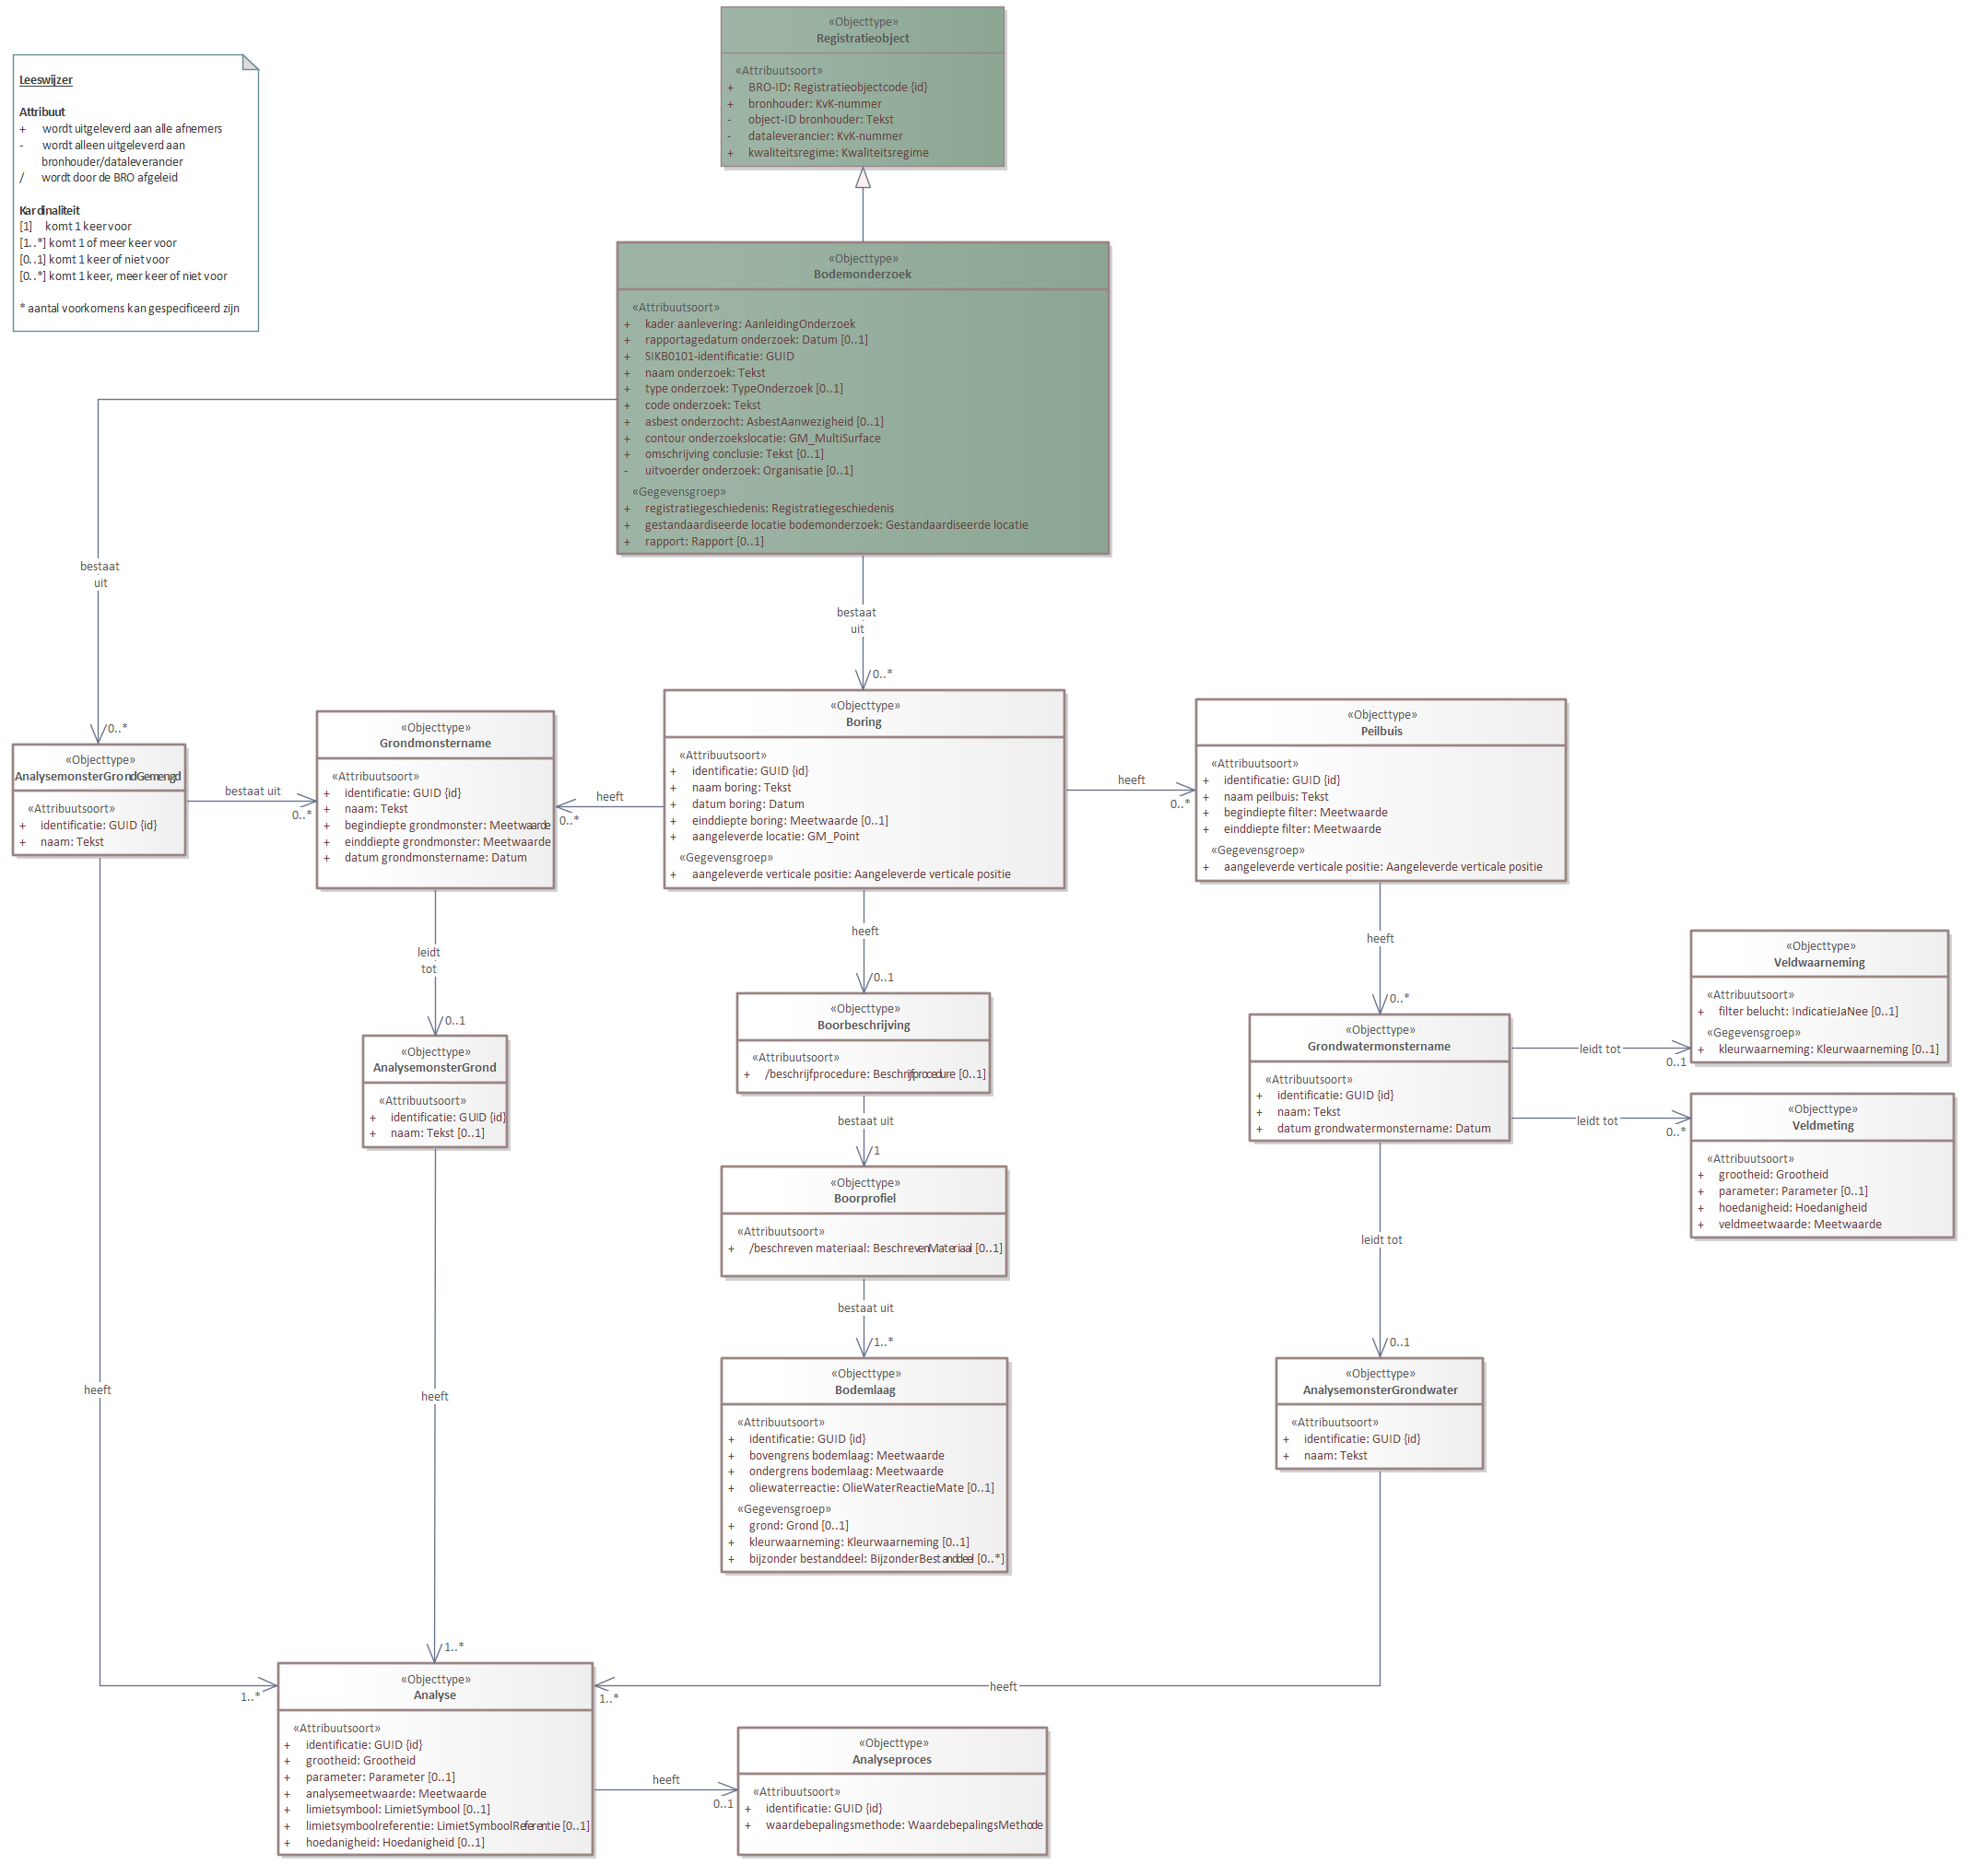 «Objecttype»
Registratieobject
«Attribuutsoort»
+ BRO-ID: Registratieobjectcode {id}
+ bronhouder: KvK-nummer
- object-ID bronhouder: Tekst
- dataleverancier: KvK-nummer
+ kwaliteitsregime: Kwaliteitsregime
Leeswijzer
Attribuut
+ wordt uitgeleverd aan alle afnemers
- wordt alleen uitgeleverd aan
bronhouder/dataleverancier
/ wordt door de BRO afgeleid
Kardinaliteit
[1] komt 1 keer voor
[1..*] komt 1 of meer keer voor
[0..1] komt 1 keer of niet voor
[0..*] komt 1 keer, meer keer of niet voor
* aantal voorkomens kan gespecificeerd zijn
«Objecttype»
Bodemonderzoek
«Attribuutsoort»
+ kader aanlevering: AanleidingOnderzoek
+ rapportagedatum onderzoek: Datum [0..1]
+ SIKB0101-identificatie: GUID
+ naam onderzoek: Tekst
+ type onderzoek: TypeOnderzoek [0..1]
+ code onderzoek: Tekst
+ asbest onderzocht: AsbestAanwezigheid [0..1]
+ contour onderzoekslocatie: GM_MultiSurface
+ omschrijving conclusie: Tekst [0..1]
- uitvoerder onderzoek: Organisatie [0..1]
«Gegevensgroep»
+ registratiegeschiedenis: Registratiegeschiedenis
+ gestandaardiseerde locatie bodemonderzoek: Gestandaardiseerde locatie
+ rapport: Rapport [0..1]
bestaat
uit
0..*
bestaat
uit
0..*
«Objecttype»
AnalysemonsterGrondGemengd
«Attribuutsoort»
+ identificatie: GUID {id}
+ naam: Tekst
bestaat uit
0..*
«Objecttype»
Grondmonstername
«Attribuutsoort»
+ identificatie: GUID {id}
+ naam: Tekst
+ begindiepte grondmonster: Meetwaarde
+ einddiepte grondmonster: Meetwaarde
+ datum grondmonstername: Datum
heeft
0..*
«Objecttype»
Boring
«Attribuutsoort»
+ identificatie: GUID {id}
+ naam boring: Tekst
+ datum boring: Datum
+ einddiepte boring: Meetwaarde [0..1]
+ aangeleverde locatie: GM_Point
«Gegevensgroep»
+ aangeleverde verticale positie: Aangeleverde verticale positie
heeft
0..*
«Objecttype»
Peilbuis
«Attribuutsoort»
+ identificatie: GUID {id}
+ naam peilbuis: Tekst
+ begindiepte filter: Meetwaarde
+ einddiepte filter: Meetwaarde
«Gegevensgroep»
+ aangeleverde verticale positie: Aangeleverde verticale positie
leidt
tot
0..1
heeft
0..1
heeft
0..*
«Objecttype»
AnalysemonsterGrond
«Attribuutsoort»
+ identificatie: GUID {id}
+ naam: Tekst [0..1]
«Objecttype»
Boorbeschrijving
«Attribuutsoort»
+ /beschrijfprocedure: Beschrijfprocedure [0..1]
bestaat uit
1
«Objecttype»
Grondwatermonstername
«Attribuutsoort»
+ identificatie: GUID {id}
+ naam: Tekst
+ datum grondwatermonstername: Datum
leidt tot
0..1
«Objecttype»
Veldwaarneming
«Attribuutsoort»
+ filter belucht: IndicatieJaNee [0..1]
«Gegevensgroep»
+ kleurwaarneming: Kleurwaarneming [0..1]
leidt tot
0..*
«Objecttype»
Veldmeting
«Attribuutsoort»
+ grootheid: Grootheid
+ parameter: Parameter [0..1]
+ hoedanigheid: Hoedanigheid
+ veldmeetwaarde: Meetwaarde
«Objecttype»
Boorprofiel
«Attribuutsoort»
+ /beschreven materiaal: BeschrevenMateriaal [0..1]
bestaat uit
1..*
leidt tot
0..1
«Objecttype»
Bodemlaag
«Attribuutsoort»
+ identificatie: GUID {id}
+ bovengrens bodemlaag: Meetwaarde
+ ondergrens bodemlaag: Meetwaarde
+ oliewaterreactie: OlieWaterReactieMate [0..1]
«Gegevensgroep»
+ grond: Grond [0..1]
+ kleurwaarneming: Kleurwaarneming [0..1]
+ bijzonder bestanddeel: BijzonderBestanddeel [0..*]
«Objecttype»
AnalysemonsterGrondwater
«Attribuutsoort»
+ identificatie: GUID {id}
+ naam: Tekst
heeft
1..*
heeft
1..*
heeft
1..*
«Objecttype»
Analyse
«Attribuutsoort»
+ identificatie: GUID {id}
+ grootheid: Grootheid
+ parameter: Parameter [0..1]
+ analysemeetwaarde: Meetwaarde
+ limietsymbool: LimietSymbool [0..1]
+ limietsymboolreferentie: LimietSymboolReferentie [0..1]
+ hoedanigheid: Hoedanigheid [0..1]
heeft
0..1
«Objecttype»
Analyseproces
«Attribuutsoort»
+ identificatie: GUID {id}
+ waardebepalingsmethode: WaardebepalingsMethode